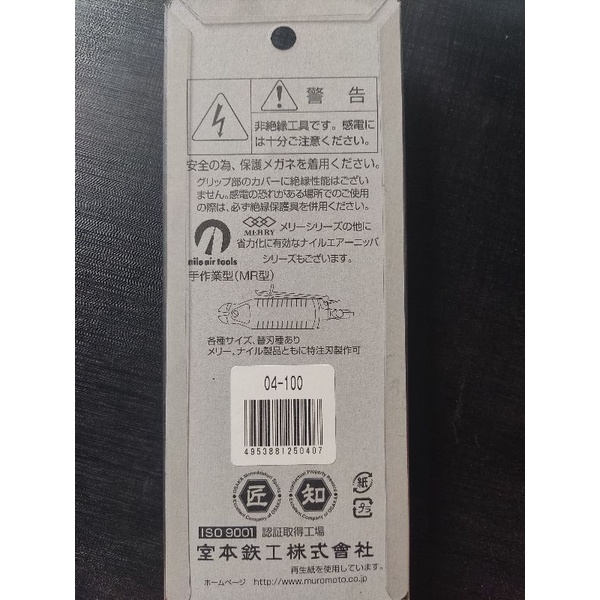 警告
非絶縁工具です。感電に
は十分ご注意ください。
安全の為、保護メガネを着用ください。
グリップ部のカバーに絶縁性能はござい
ません。感電の恐れがある場所でのご使用
の際は、必ず絶縁保護具を併用ください。
MERRY メリーシリーズの他に
省力化に有効なナイルエアーニッパ
シリーズもございます。
nile air tools
手作業型(MR型)
各種サイズ、替刃種あり
メリー、ナイル製品ともに特注刃製作可
04-100
4953881250407
匠 知
紙
プラ
ISO 9001 認証取得工場
室本鉄工株式會社
再生紙を使用しています。
ホームページ http://www.muromoto.co.jp